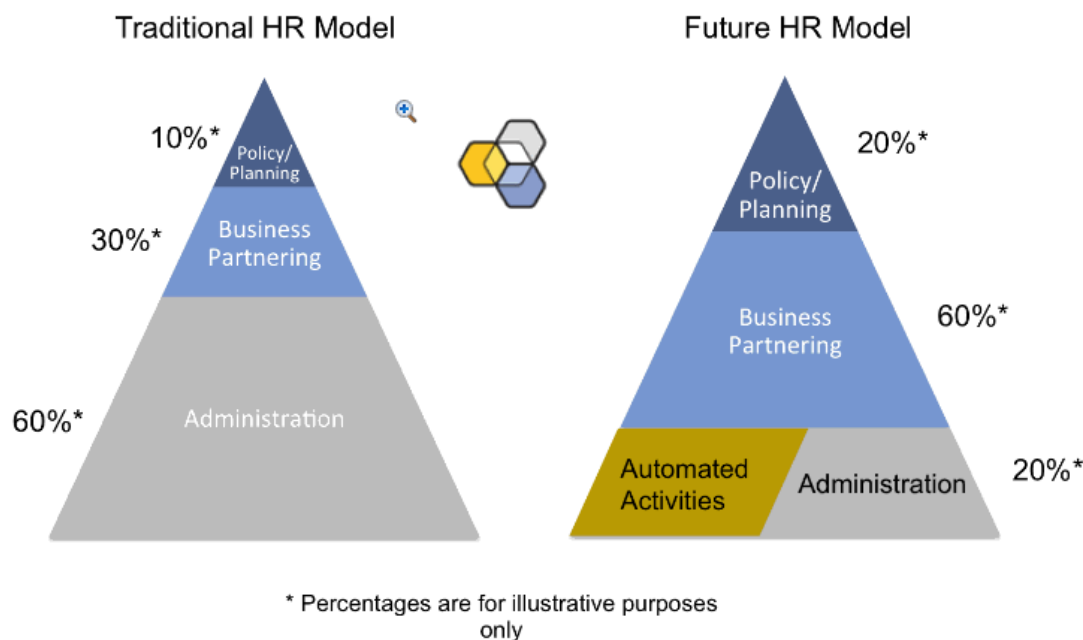 Traditional HR Model
10%*
Policy/
Planning
30%*
Business
Partnering
60%*
Administration
Future HR Model
20%*
Policy/
Planning
60%*
Business
Partnering
20%*
Automated
Activities
Administration
* Percentages are for illustrative purposes
only